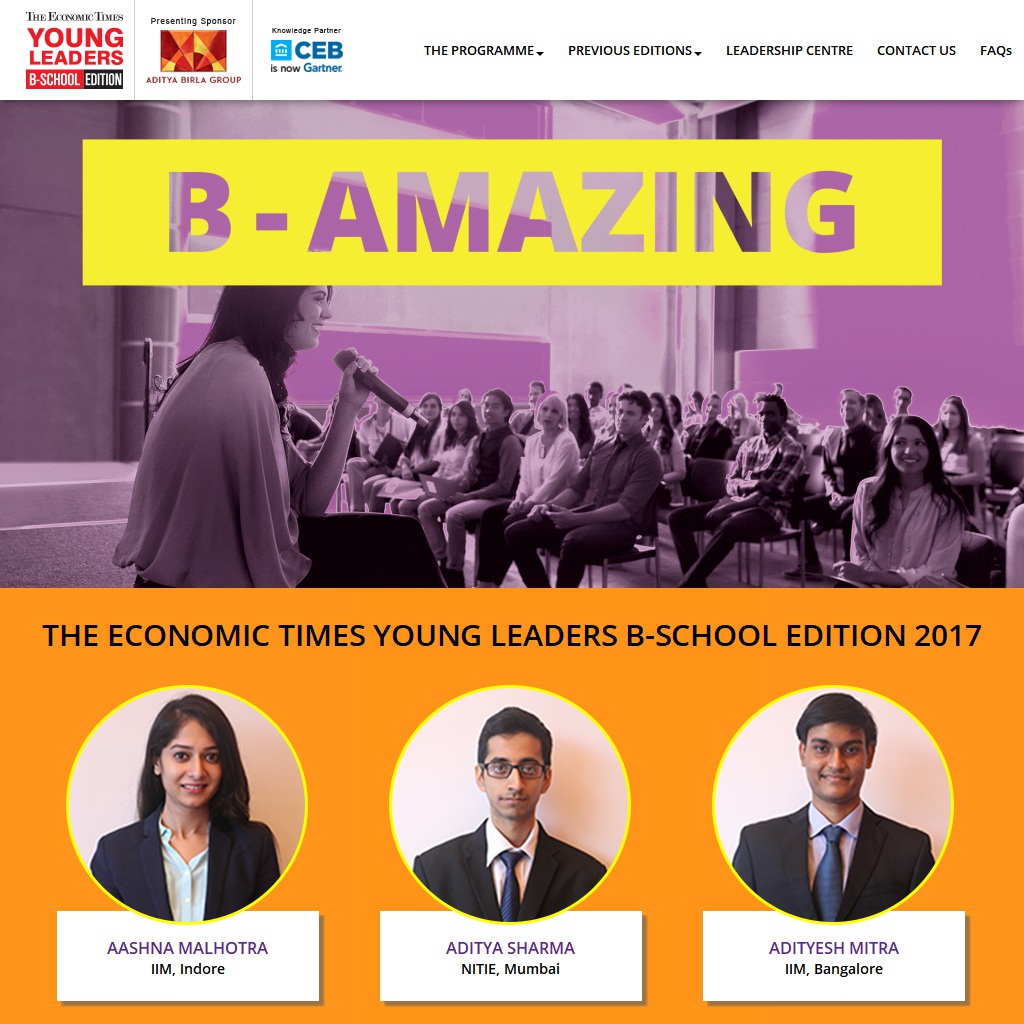 THE ECONOMIC TIMES
YOUNG
LEADERS
B-SCHOOL EDITION
Presenting Sponsor
ADITYA BIRLA GROUP
Knowledge Partner
CEB
is now Gartner
THE PROGRAMME
PREVIOUS EDITIONS
LEADERSHIP CENTRE
CONTACT US
FAQs
B-AMAZING
THE ECONOMIC TIMES YOUNG LEADERS B-SCHOOL EDITION 2017
AASHNA MALHOTRA
IIM, Indore
ADITYA SHARMA
NITIE, Mumbai
ADITYESH MITRA
IIM, Bangalore